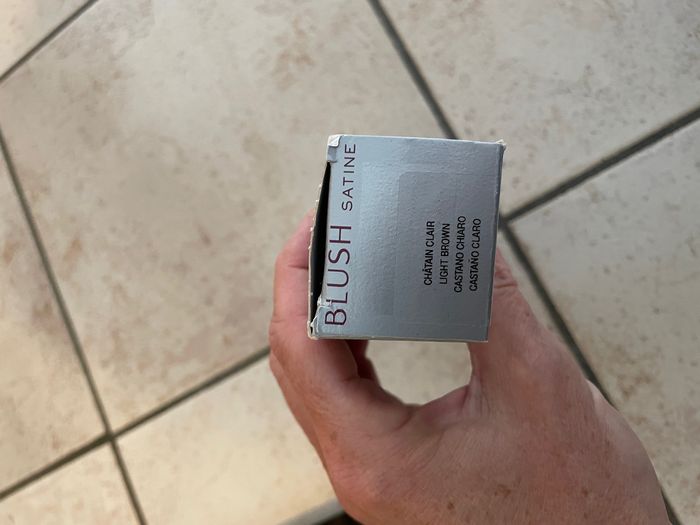 BLUSH SATINE
CHÂTAIN CLAIR
LIGHT BROWN
CASTANO CHIARO
CASTAÑO CLARO